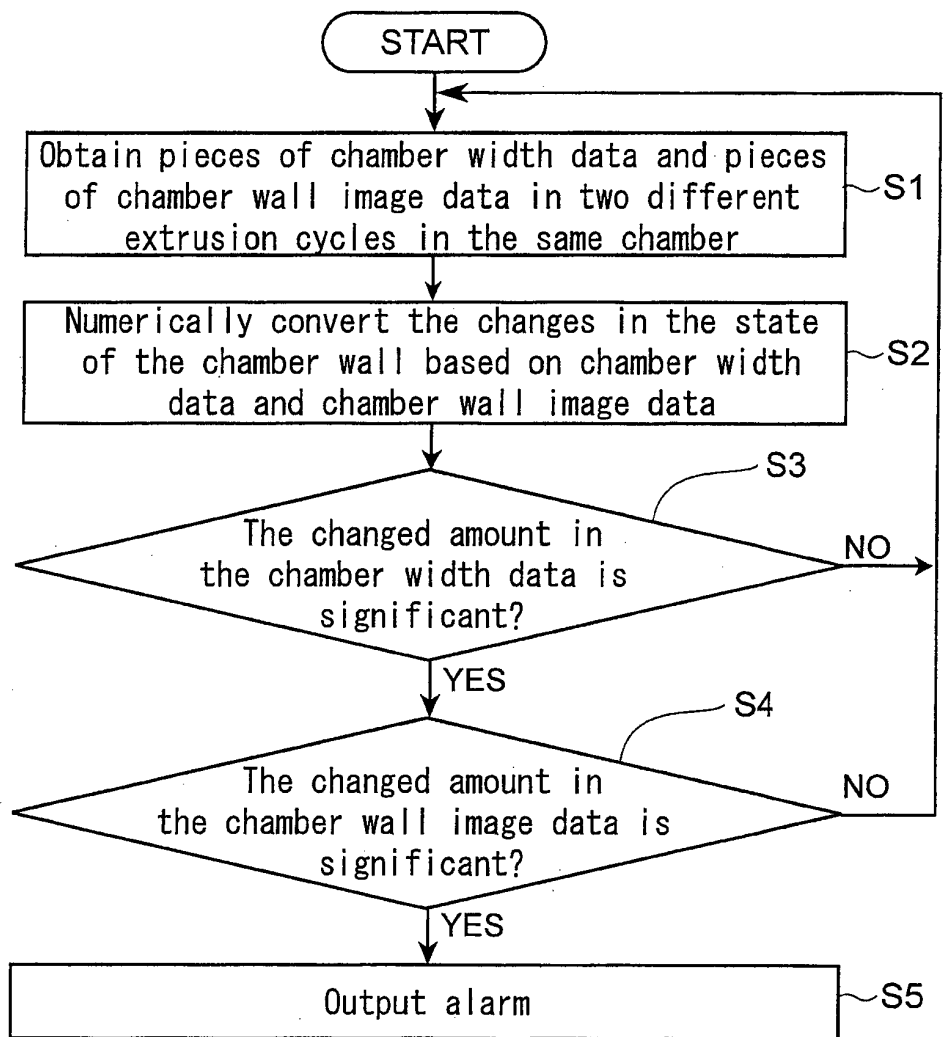 START
Obtain pieces of chamber width data and pieces
of chamber wall image data in two different
extrusion cycles in the same chamber
S1
Numerically convert the changes in the state
of the chamber wall based on chamber width
data and chamber wall image data
S2
S3
The changed amount in
the chamber width data is
significant?
NO
YES
S4
The changed amount in
the chamber wall image data is
significant?
NO
YES
Output alarm
S5